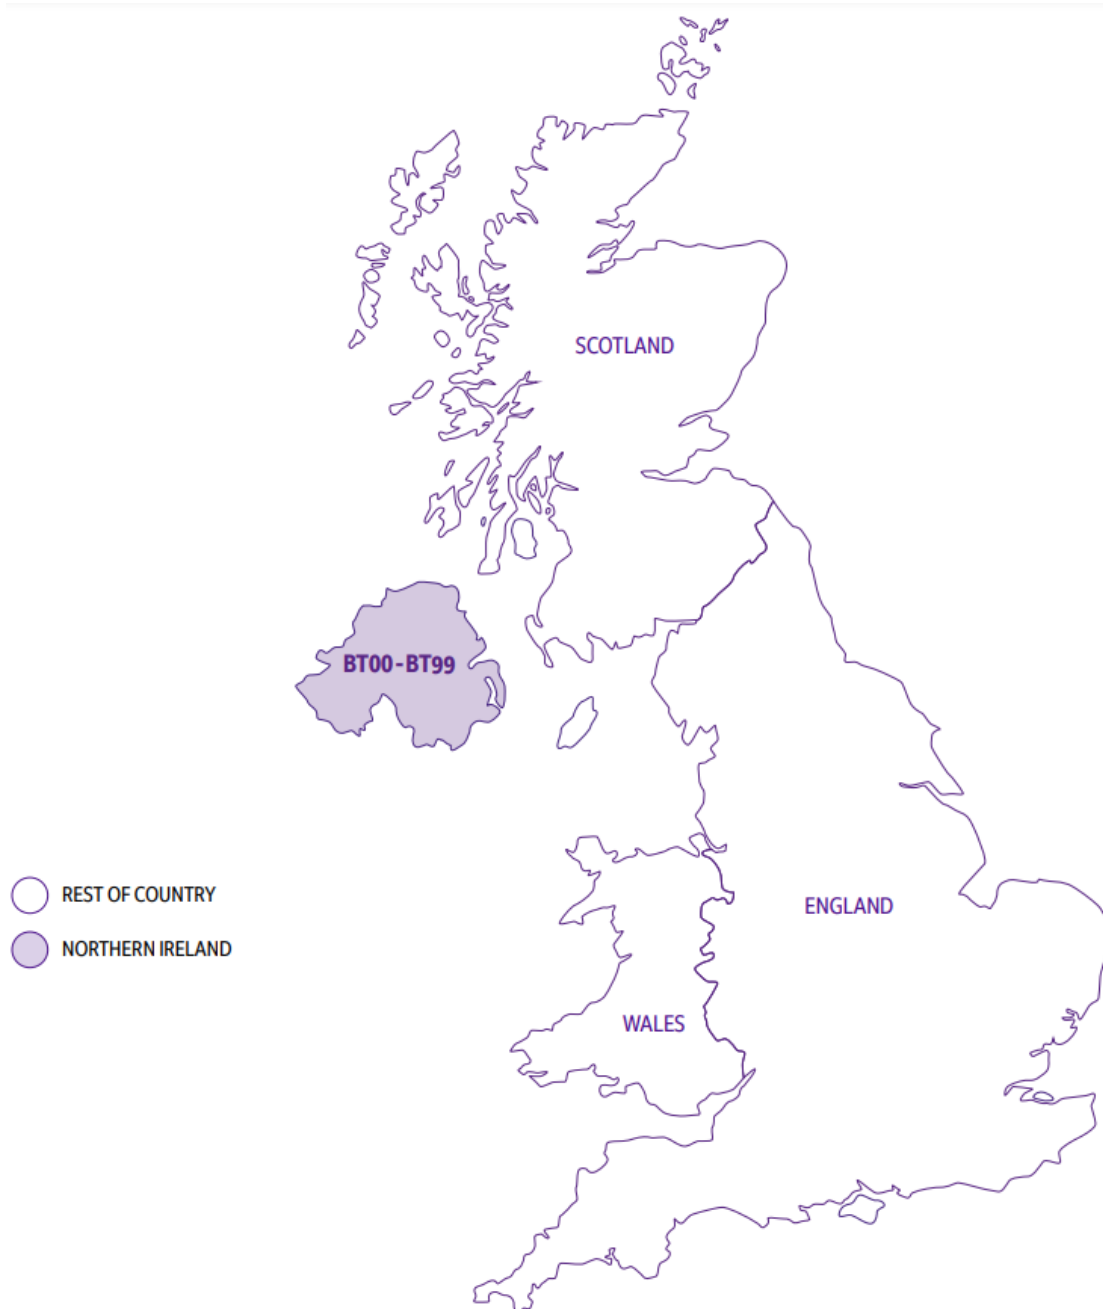 SCOTLAND
BT00-BT99
REST OF COUNTRY
ENGLAND
NORTHERN IRELAND
WALES